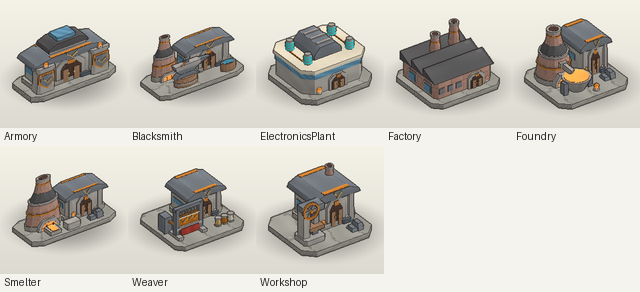 Armory
Blacksmith
ElectronicsPlant
Factory
Foundry
Smelter
Weaver
Workshop